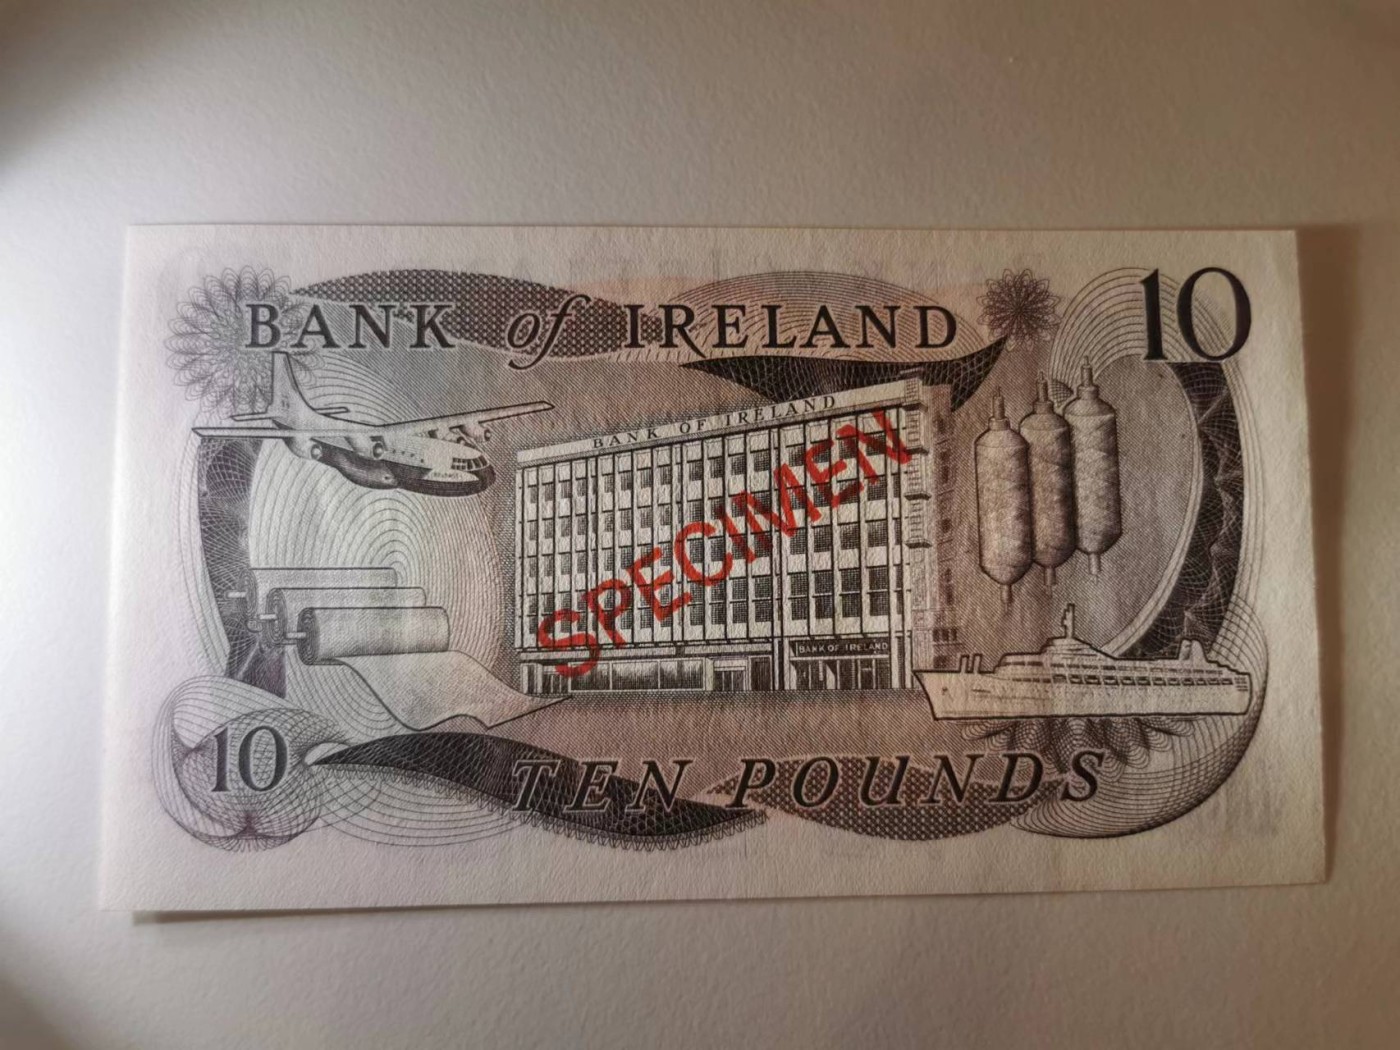 BANK of IRELAND
10
BANK OF IRELAND
SPECIMEN
BANK OF IRELAND
10
TEN POUNDS